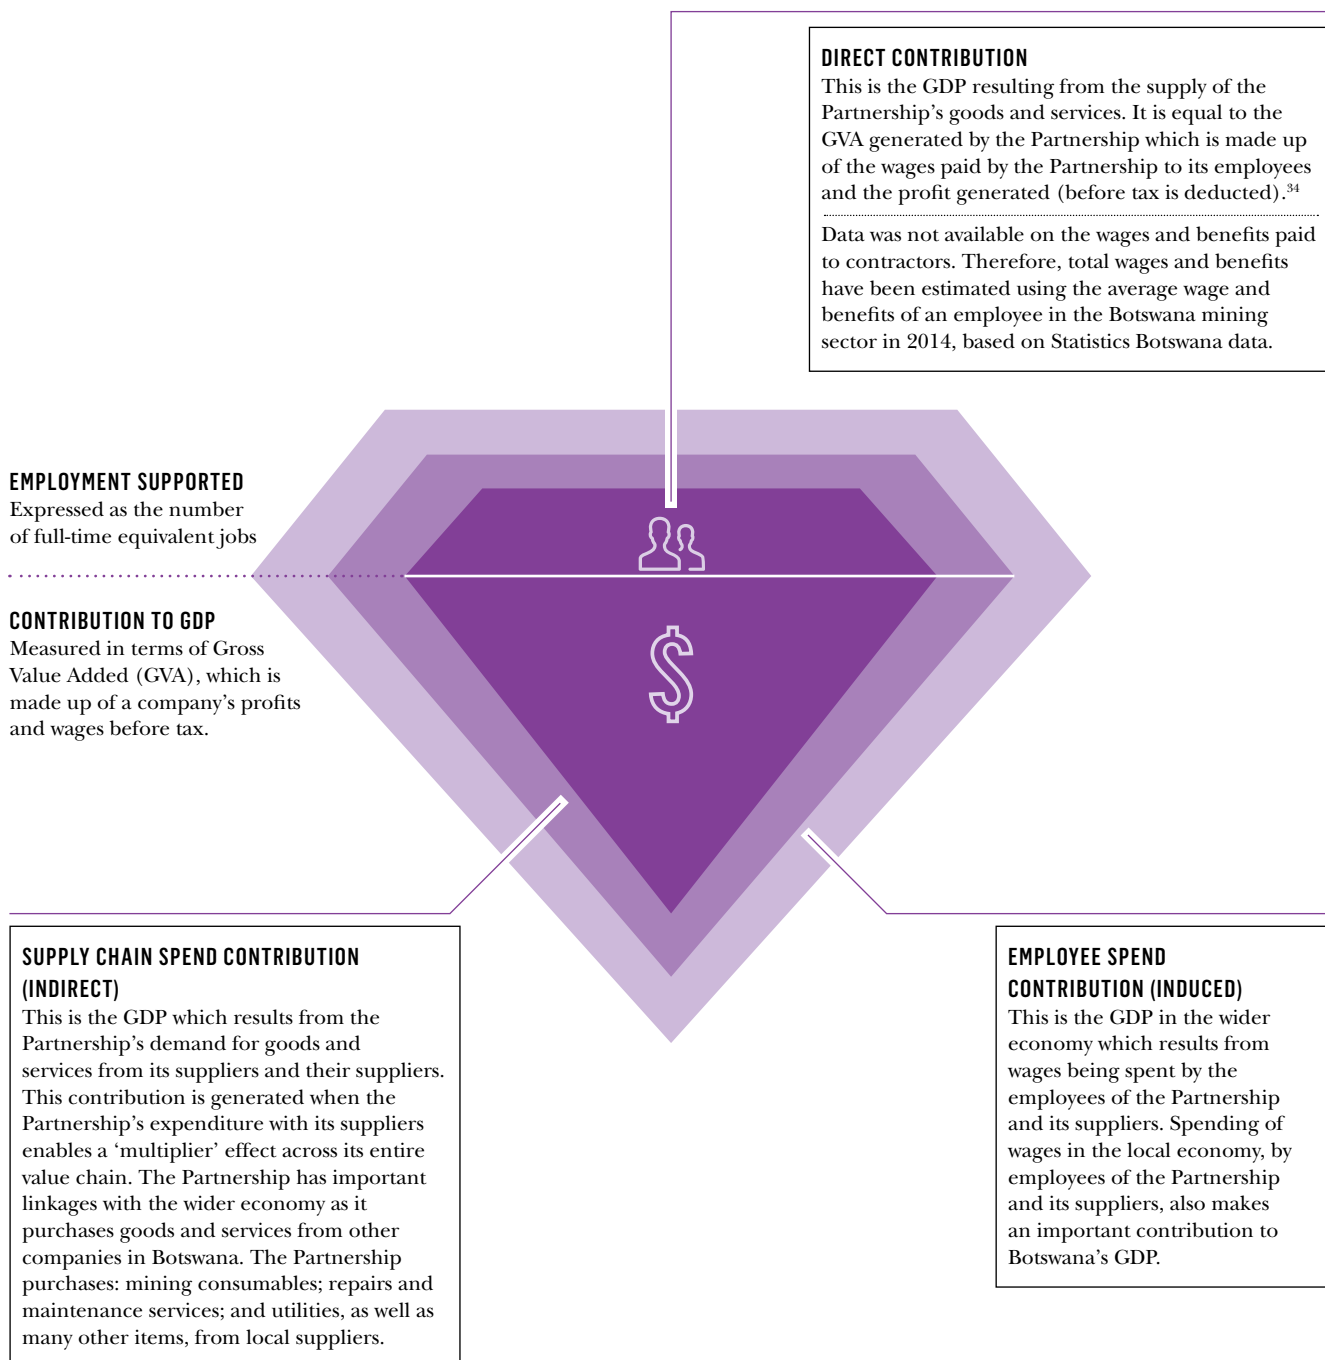 DIRECT CONTRIBUTION
This is the GDP resulting from the supply of the
Partnership’s goods and services. It is equal to the
GVA generated by the Partnership which is made up
of the wages paid by the Partnership to its employees
and the profit generated (before tax is deducted).34
Data was not available on the wages and benefits paid
to contractors. Therefore, total wages and benefits
have been estimated using the average wage and
benefits of an employee in the Botswana mining
sector in 2014, based on Statistics Botswana data.
EMPLOYMENT SUPPORTED
Expressed as the number
of full-time equivalent jobs
CONTRIBUTION TO GDP
Measured in terms of Gross
Value Added (GVA), which is
made up of a company’s profits
and wages before tax.
$
SUPPLY CHAIN SPEND CONTRIBUTION
(INDIRECT)
This is the GDP which results from the
Partnership’s demand for goods and
services from its suppliers and their suppliers.
This contribution is generated when the
Partnership’s expenditure with its suppliers
enables a ‘multiplier’ effect across its entire
value chain. The Partnership has important
linkages with the wider economy as it
purchases goods and services from other
companies in Botswana. The Partnership
purchases: mining consumables; repairs and
maintenance services; and utilities, as well as
many other items, from local suppliers.
EMPLOYEE SPEND
CONTRIBUTION (INDUCED)
This is the GDP in the wider
economy which results from
wages being spent by the
employees of the Partnership
and its suppliers. Spending of
wages in the local economy, by
employees of the Partnership
and its suppliers, also makes
an important contribution to
Botswana’s GDP.